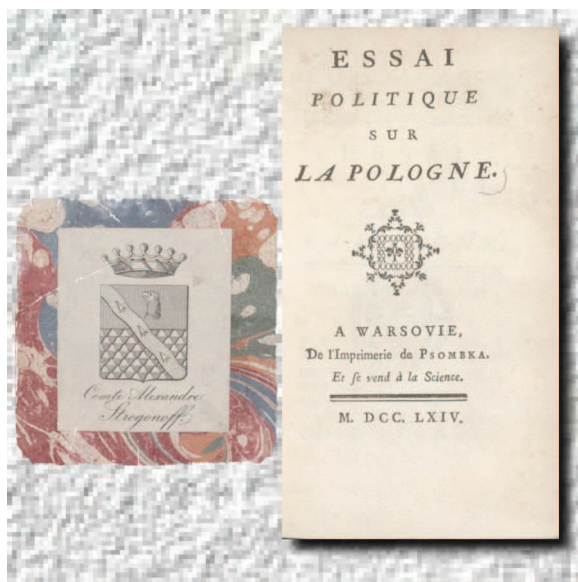 ESSAI
POLITIQUE
SUR
LA POLOGNE.
A WARSOVIE,
De l'Imprimerie de PSOMBKA.
Et se vend à la Science.
M. DCC. LXIV.
Comte Alexandre
Strogonoff.